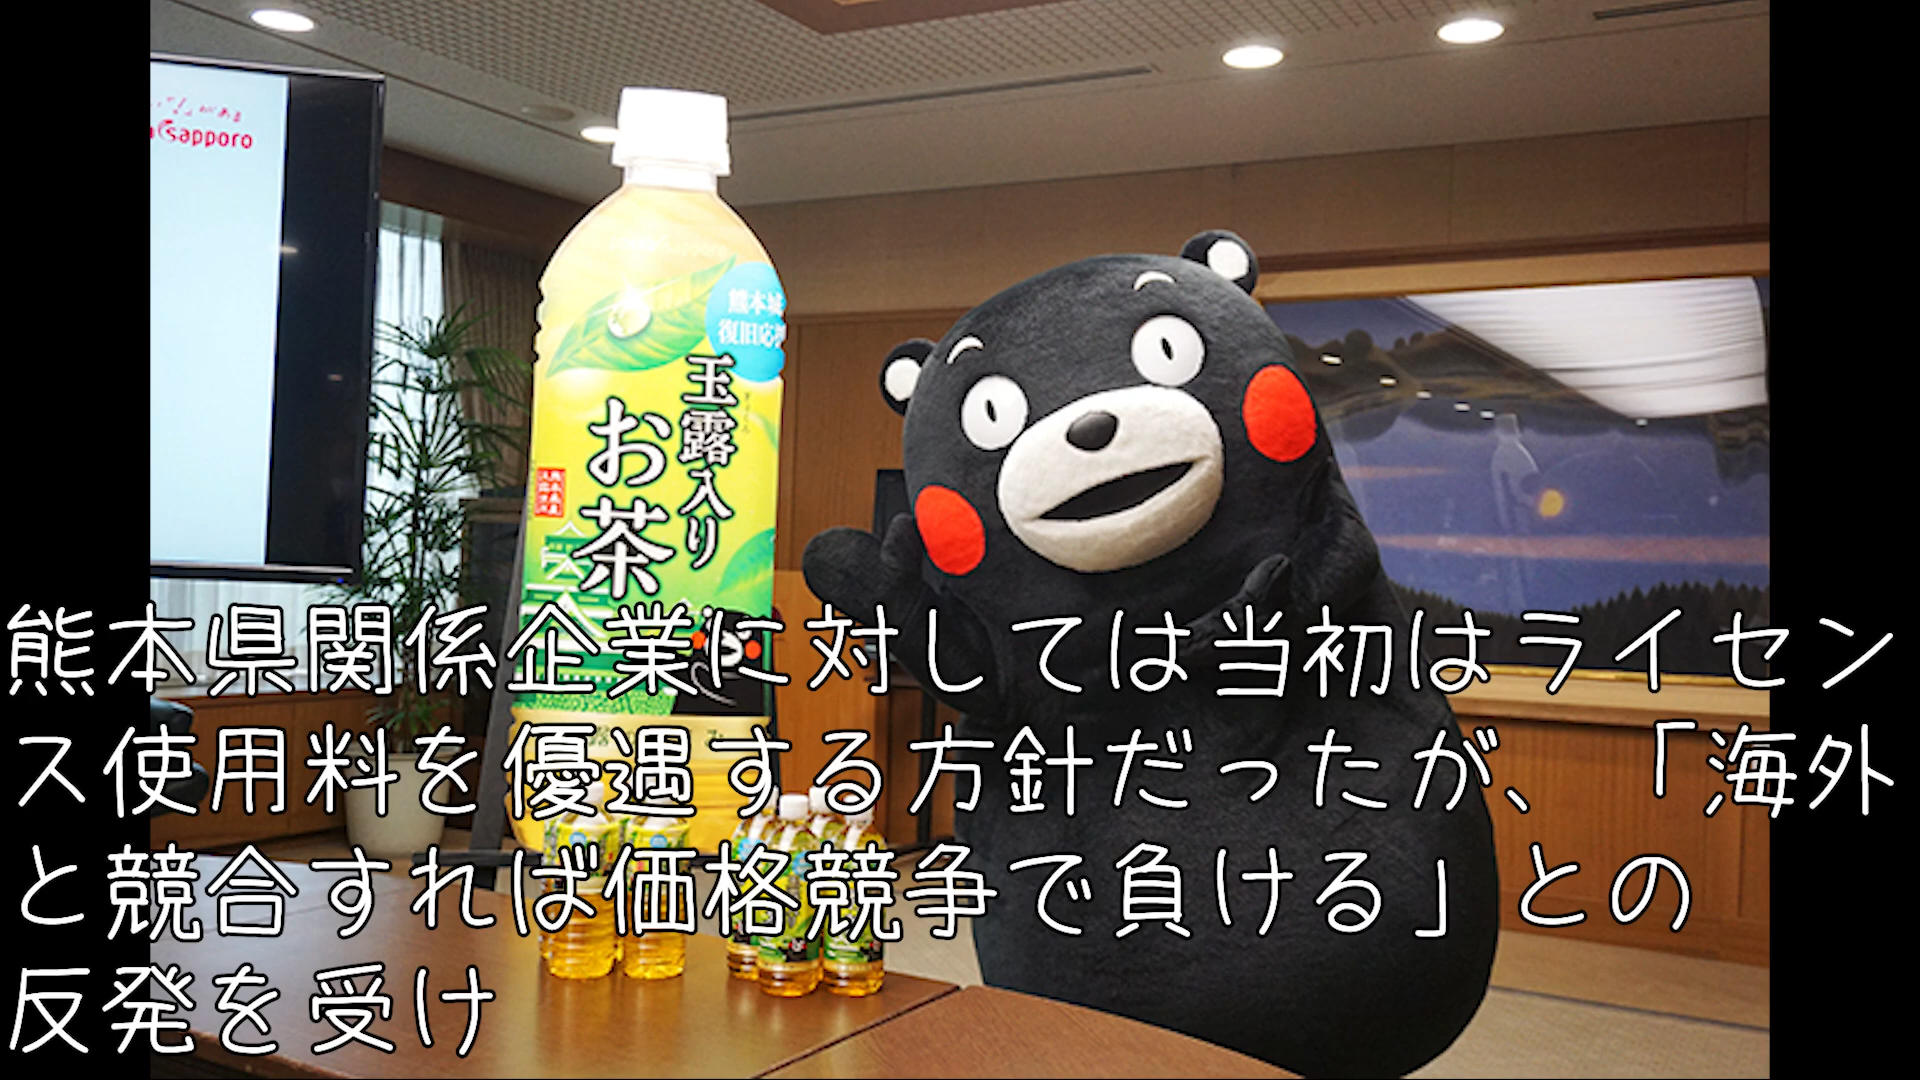 sapporo
熊本城
復旧応
玉露入り
お茶
熊本県関係企業に対しては当初はライセン
ス使用料を優遇する方針だったが、「海外
と競合すれば価格競争で負ける」との
反発を受け